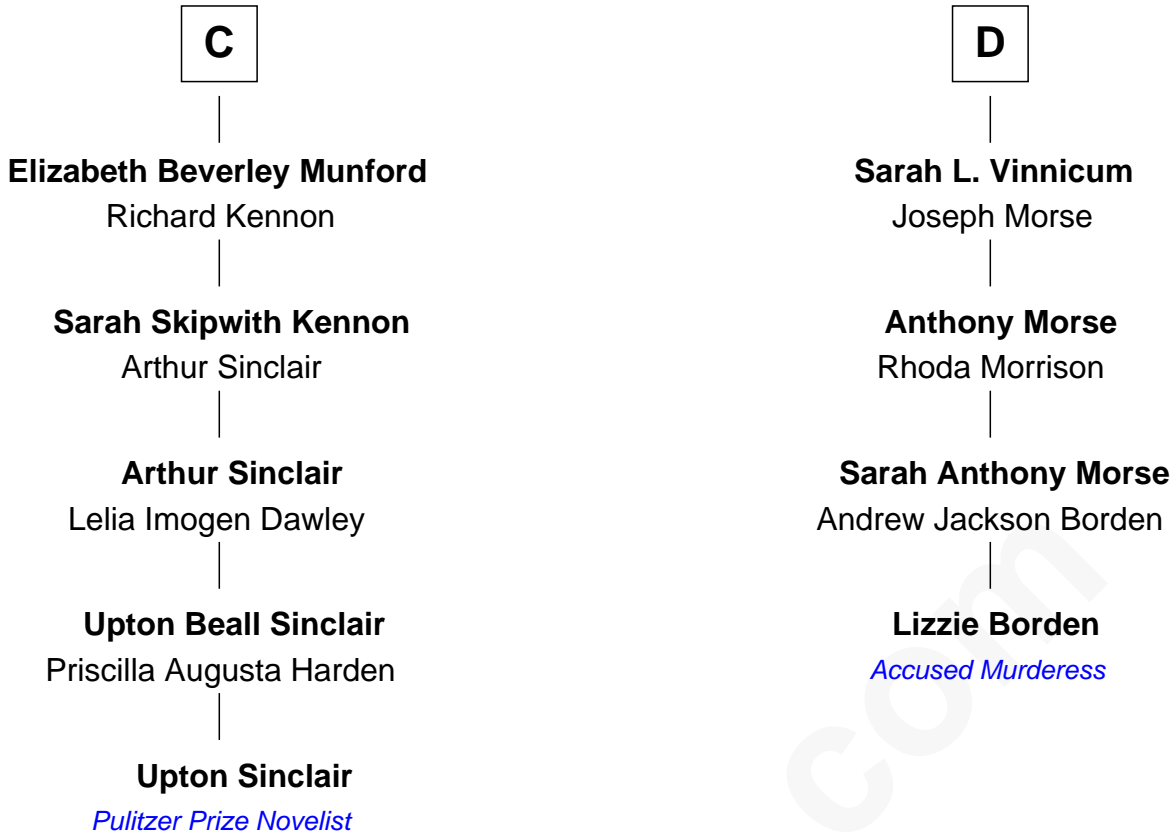 C
Elizabeth Beverley Munford
Richard Kennon
Sarah Skipwith Kennon
Arthur Sinclair
Arthur Sinclair
Lelia Imogen Dawley
Upton Beall Sinclair
Priscilla Augusta Harden
Upton Sinclair
Pulitzer Prize Novelist
D
Sarah L. Vinnicum
Joseph Morse
Anthony Morse
Rhoda Morrison
Sarah Anthony Morse
Andrew Jackson Borden
Lizzie Borden
Accused Murderess
com